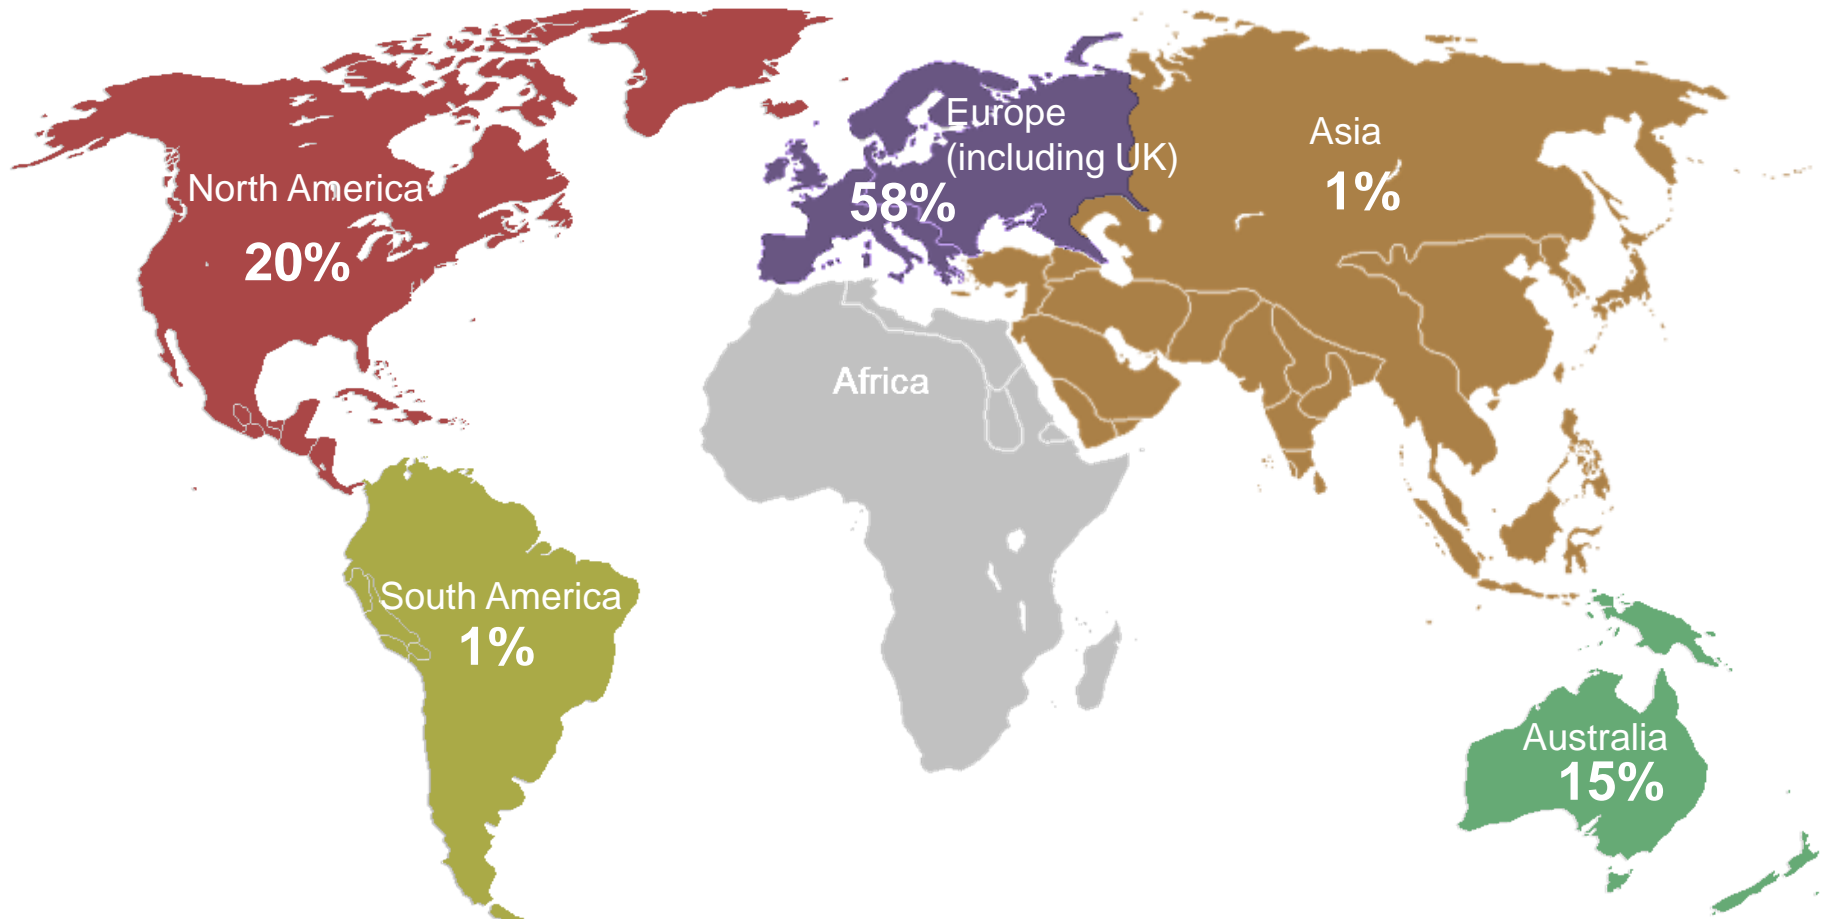 North America
20%
Europe
(including UK)
58%
Asia
1%
Africa
South America
1%
Australia
15%